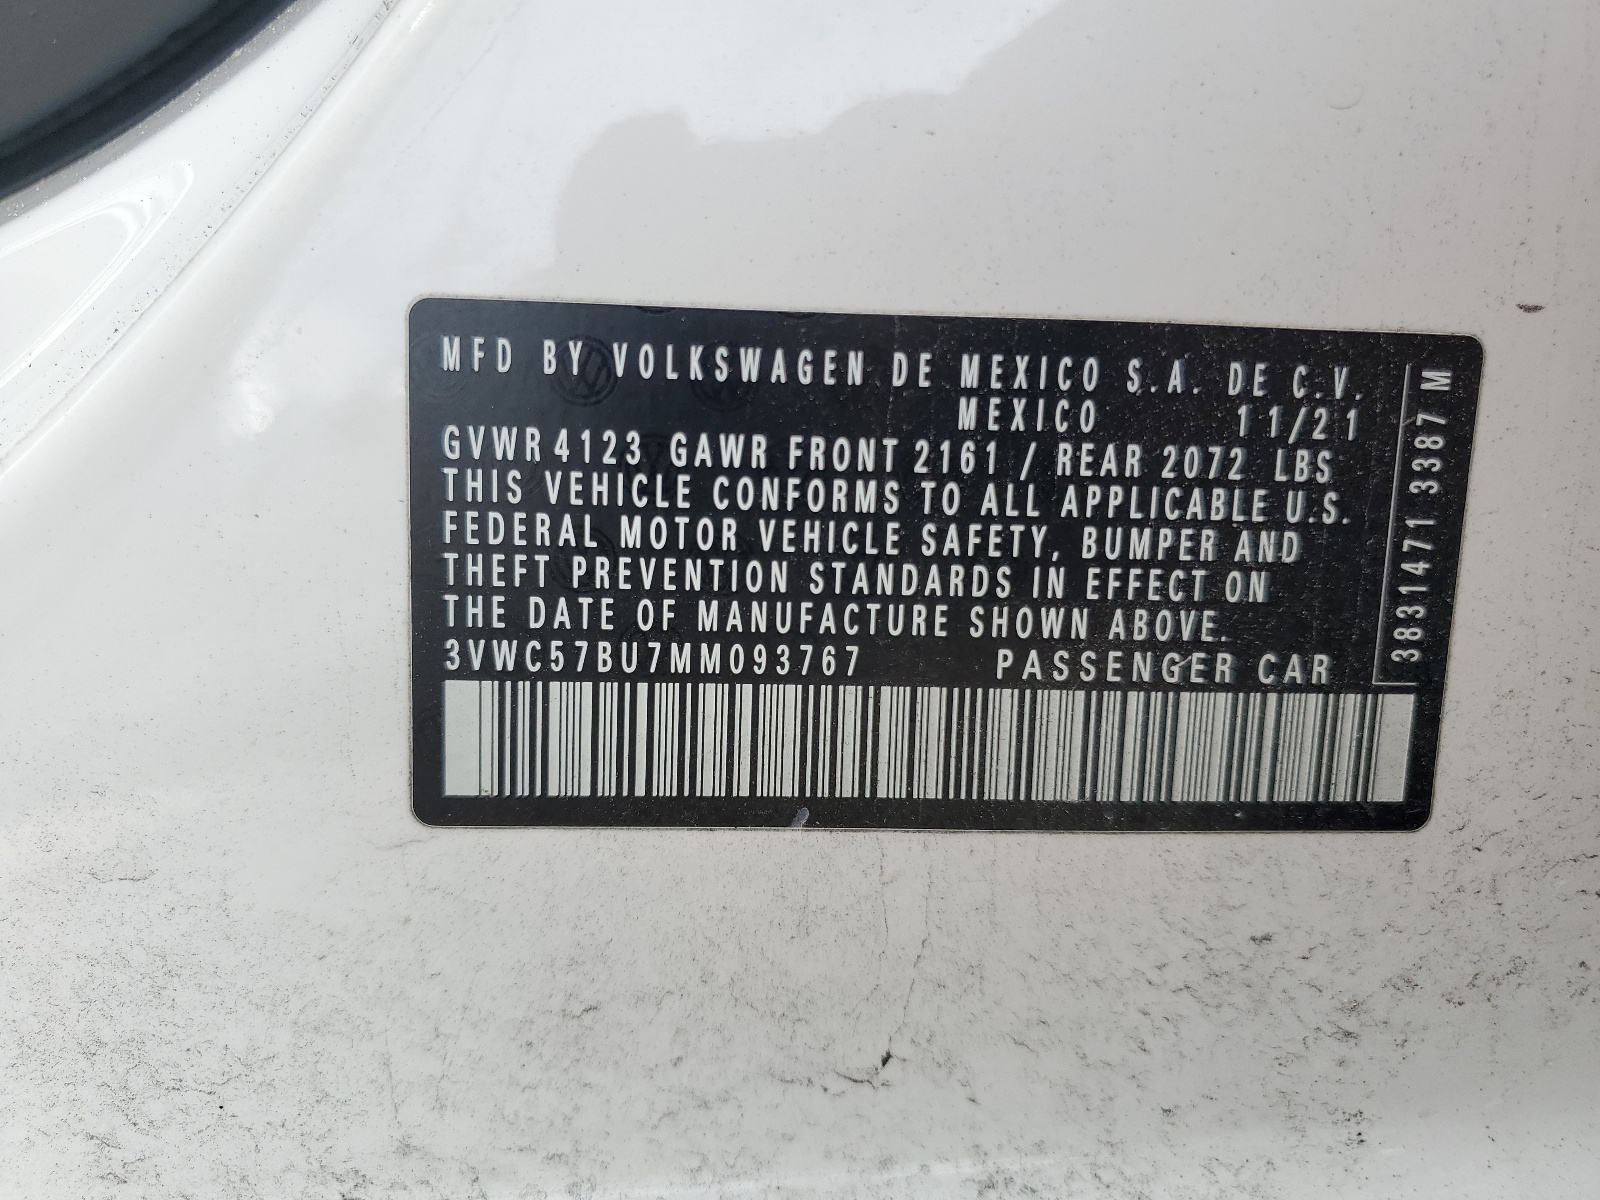 MFD BY VOLKSWAGEN DE MEXICO S.A. DE C.V.
MEXICO 11/21
GVWR 4123 GAWR FRONT 2161 / REAR 2072 LBS
THIS VEHICLE CONFORMS TO ALL APPLICABLE U.S.
FEDERAL MOTOR VEHICLE SAFETY, BUMPER AND
THEFT PREVENTION STANDARDS IN EFFECT ON
THE DATE OF MANUFACTURE SHOWN ABOVE.
3VWC57BU7MM093767 PASSENGER CAR
3831471 3387 M